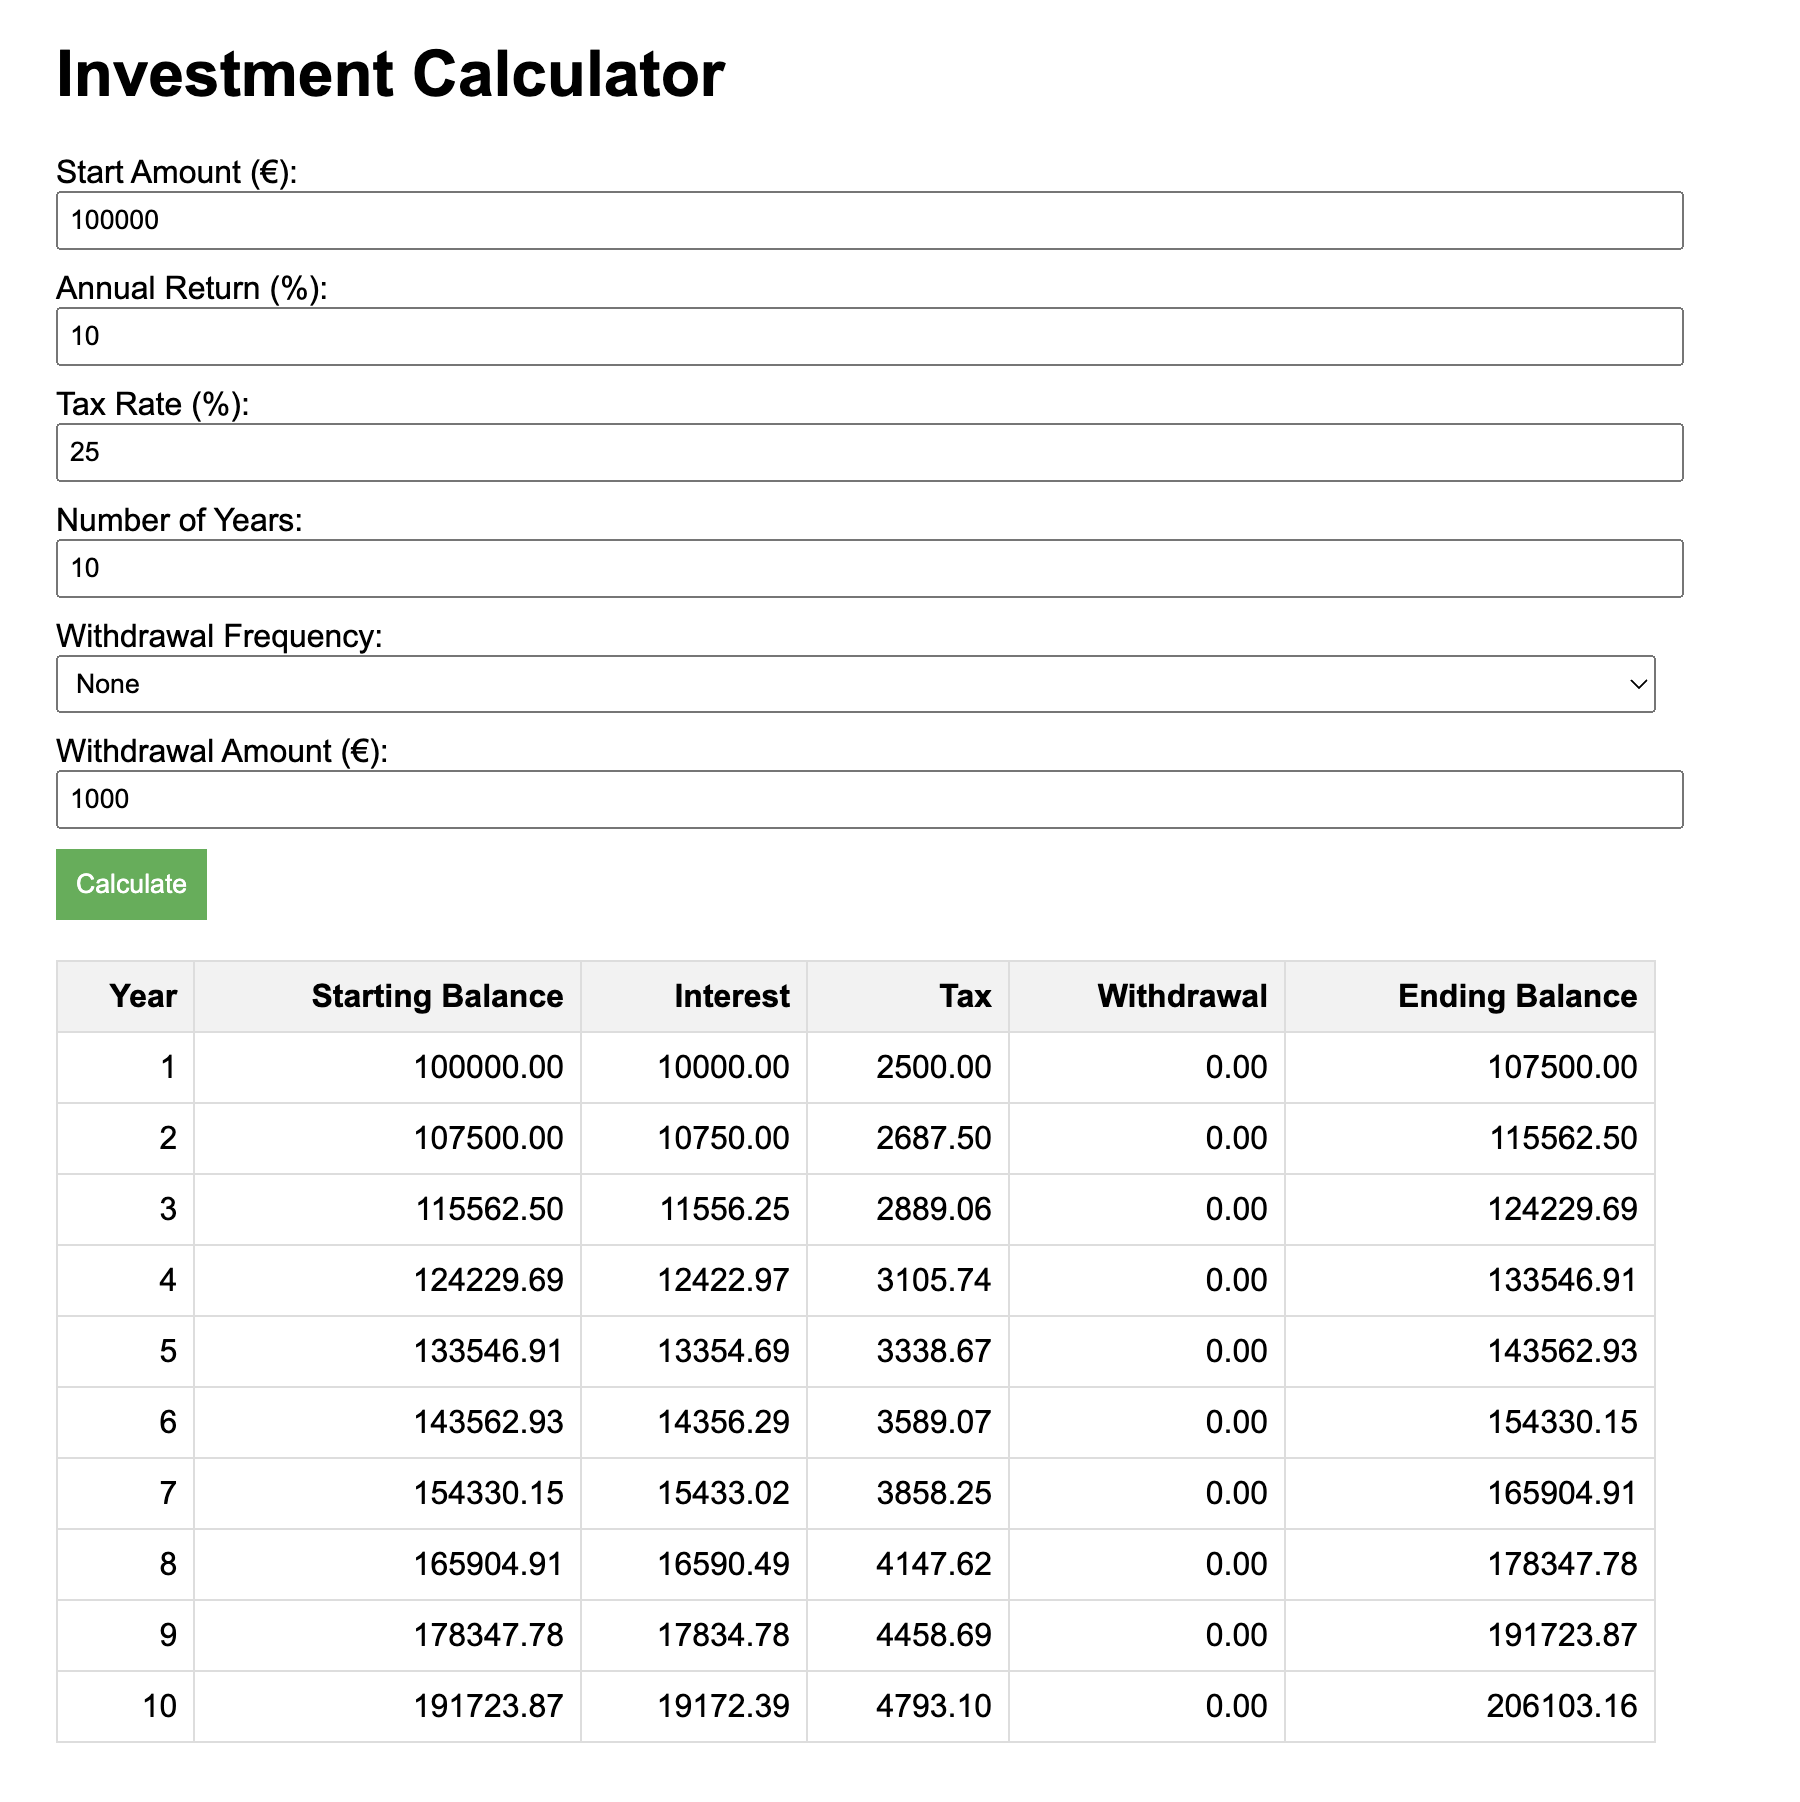 Investment Calculator
Start Amount (€):
100000
Annual Return (%):
10
Tax Rate (%):
25
Number of Years:
10
Withdrawal Frequency:
None
Withdrawal Amount (€):
1000
Calculate
Year Starting Balance Interest Tax Withdrawal Ending Balance
1 100000.00 10000.00 2500.00 0.00 107500.00
2 107500.00 10750.00 2687.50 0.00 115562.50
3 115562.50 11556.25 2889.06 0.00 124229.69
4 124229.69 12422.97 3105.74 0.00 133546.91
5 133546.91 13354.69 3338.67 0.00 143562.93
6 143562.93 14356.29 3589.07 0.00 154330.15
7 154330.15 15433.02 3858.25 0.00 165904.91
8 165904.91 16590.49 4147.62 0.00 178347.78
9 178347.78 17834.78 4458.69 0.00 191723.87
10 191723.87 19172.39 4793.10 0.00 206103.16